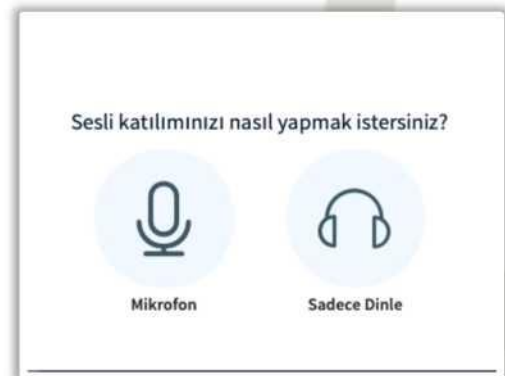 Sesli katılımınızı nasıl yapmak istersiniz?
Mikrofon
Sadece Dinle